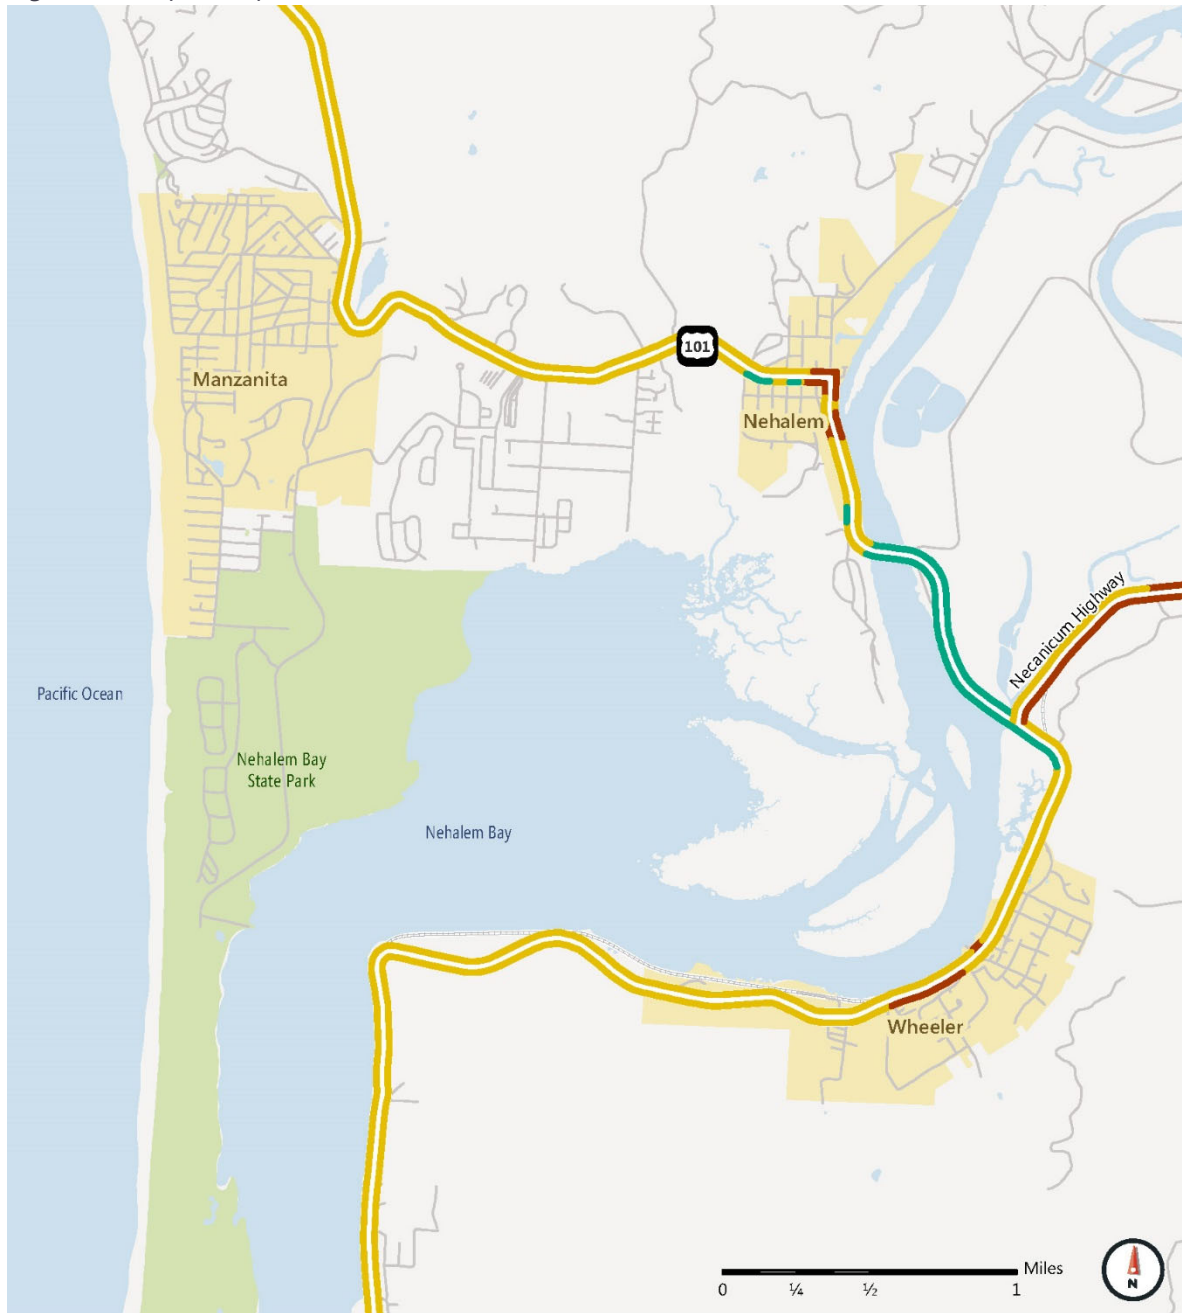 101
Manzanita
Nehalem
Necanicum Highway
Pacific Ocean
Nehalem Bay
State Park
Nehalem Bay
Wheeler
Miles
0 ¼ ½ 1
N